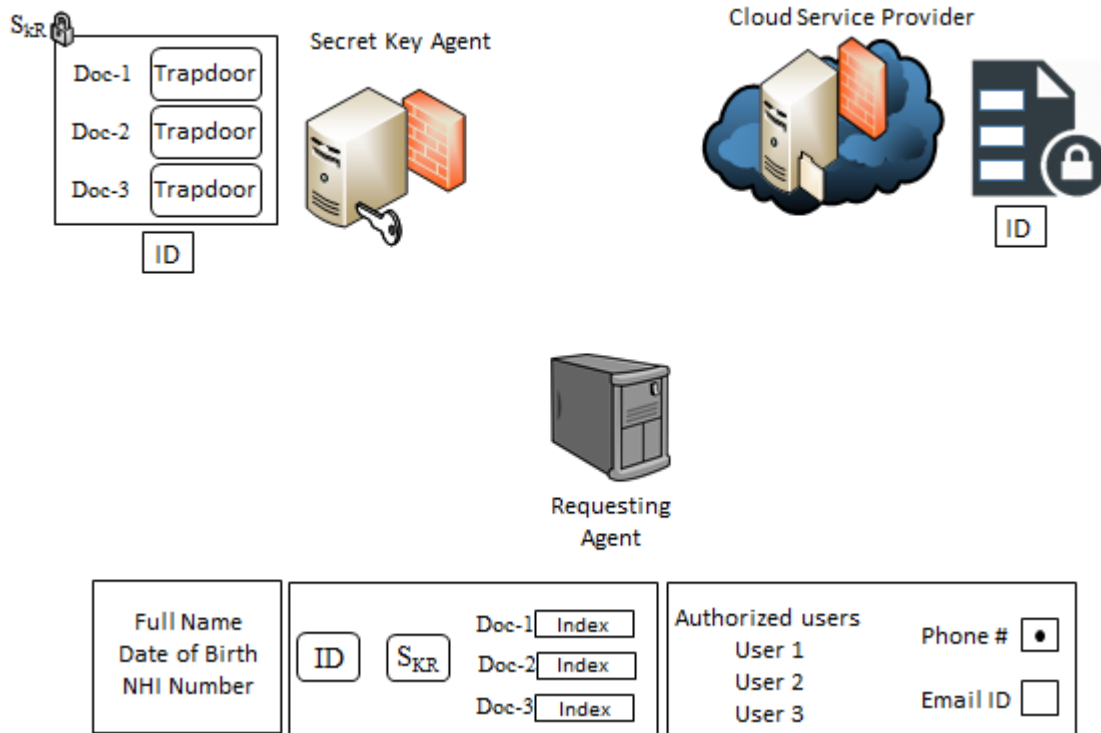 SkR
Doc-1 Trapdoor
Doc-2 Trapdoor
Doc-3 Trapdoor
ID
Secret Key Agent
Cloud Service Provider
ID
Requesting
Agent
Full Name
Date of Birth
NHI Number
ID
SKR
Doc-1 Index
Doc-2 Index
Doc-3 Index
Authorized users
User 1
User 2
User 3
Phone #
Email ID